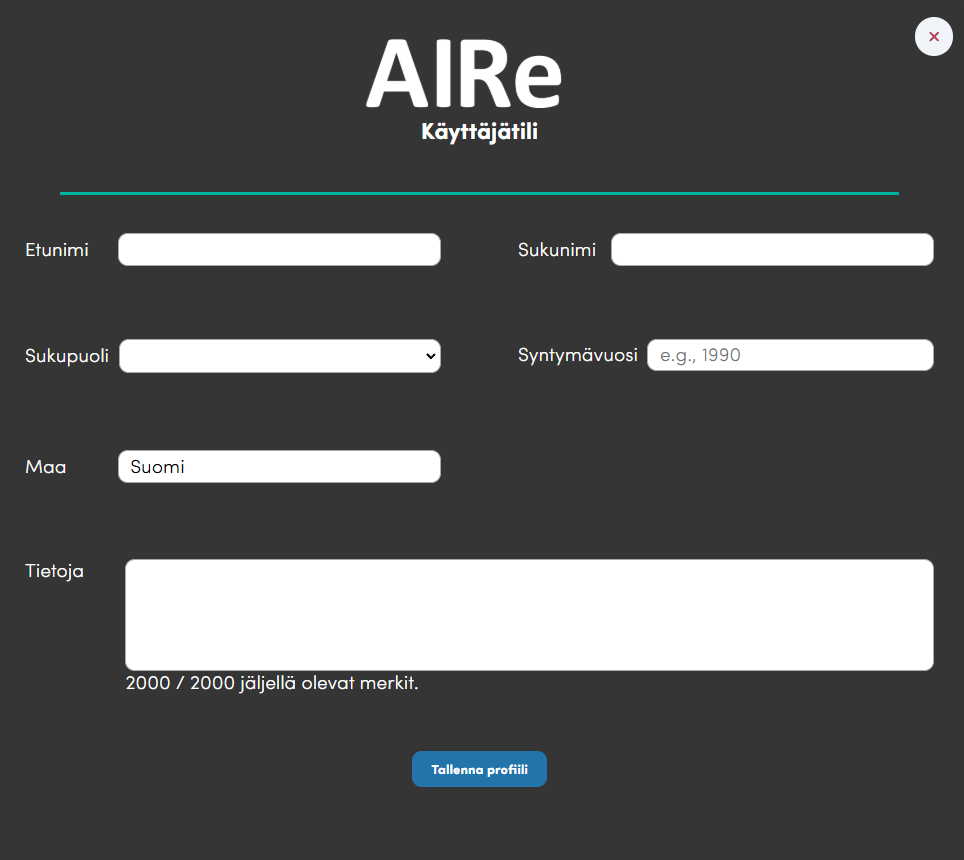 AIRe
Käyttäjätili
Etunimi
Sukunimi
Sukupuoli
Syntymävuosi e.g., 1990
Maa Suomi
Tietoja
2000 / 2000 jäljellä olevat merkit.
Tallenna profiili